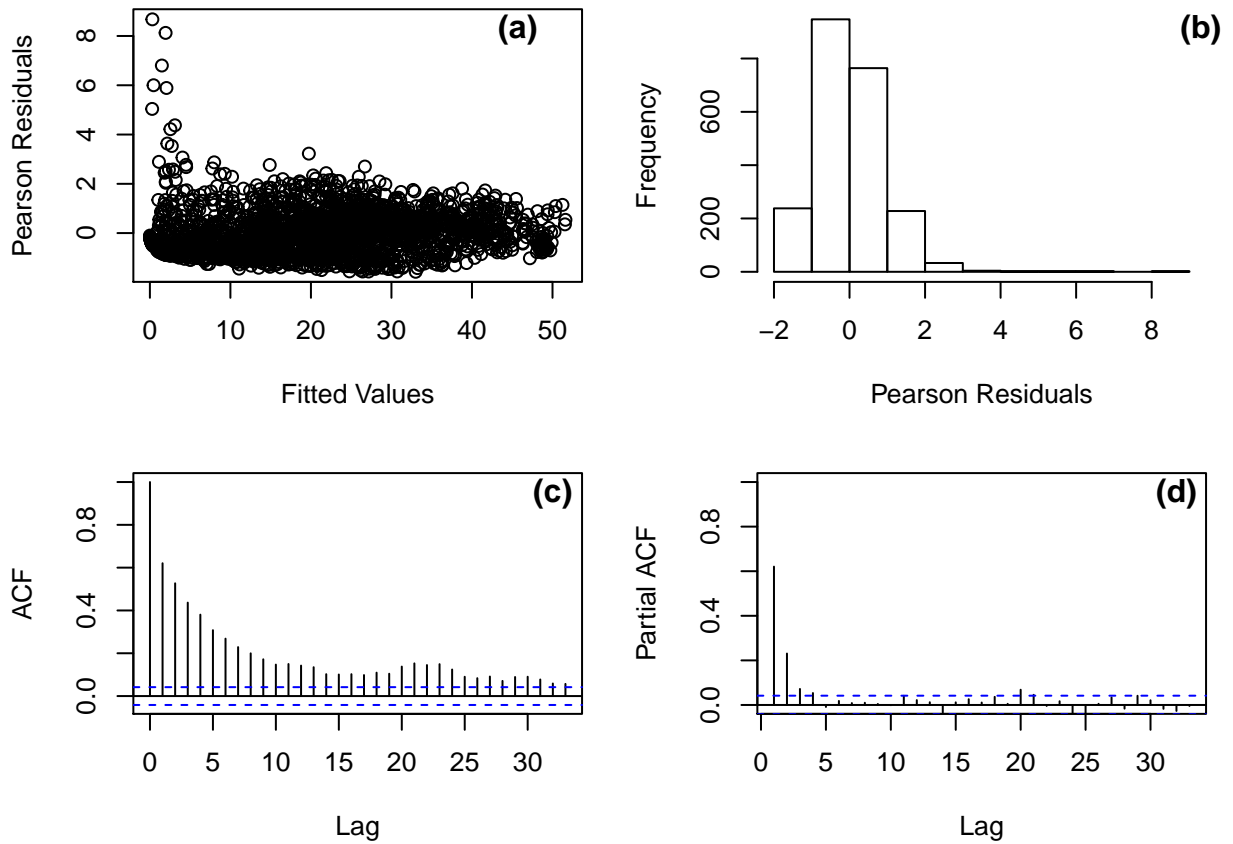 (a)
Pearson Residuals
8
6
4
2
0
0 10 20 30 40 50
Fitted Values
(b)
Frequency
600
200
0
−2 0 2 4 6 8
Pearson Residuals
(c)
ACF
0.8
0.4
0.0
0 5 10 15 20 25 30
Lag
(d)
Partial ACF
0.8
0.4
0.0
0 5 10 15 20 25 30
Lag